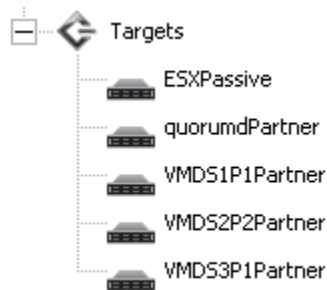 Targets
ESXPassive
quorumdPartner
VMDS1P1Partner
VMDS2P2Partner
VMDS3P1Partner